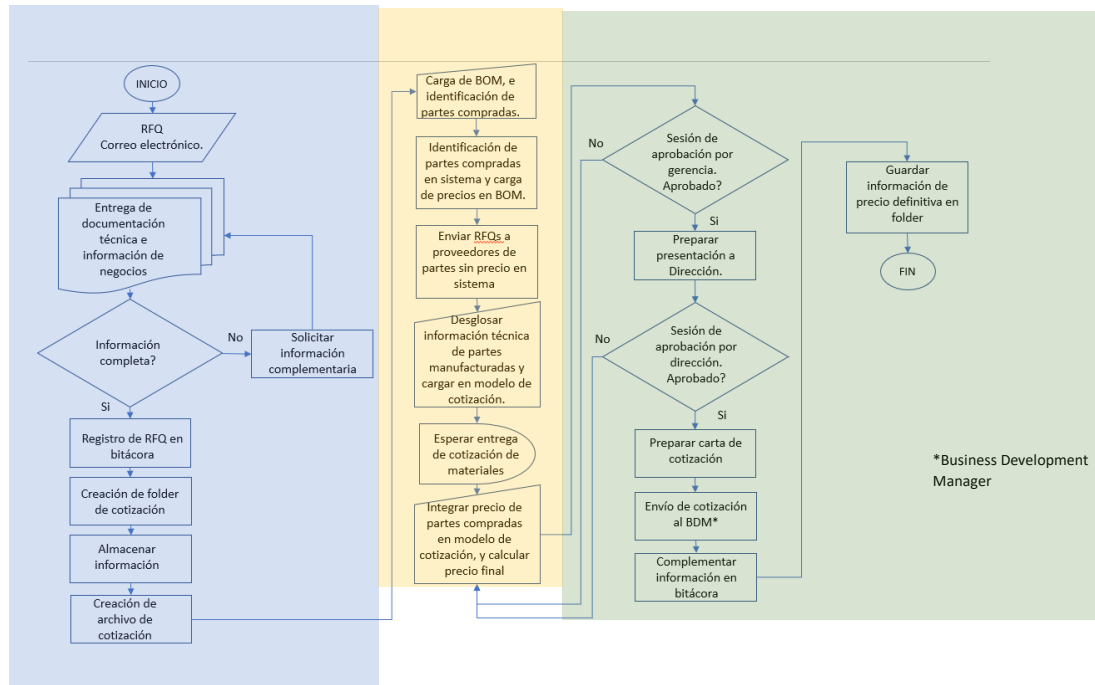 INICIO
RFQ
Correo electrónico.
Entrega de
documentación
técnica e
información de
negocios
Información
completa?
No
Solicitar
información
complementaria
Si
Registro de RFQ en
bitácora
Creación de folder
de cotización
Almacenar
información
Creación de
archivo de
cotización
Carga de BOM, e
identificación de
partes compradas.
Identificación de
partes compradas
en sistema y carga
de precios en BOM.
Enviar RFQs a
proveedores de
partes sin precio en
sistema
Desglosar
información técnica
de partes
manufacturadas y
cargar en modelo de
cotización.
Esperar entrega
de cotización de
materiales
Integrar precio de
partes compradas
en modelo de
cotización, y calcular
precio final
No
Sesión de
aprobación por
gerencia.
Aprobado?
Si
Preparar
presentación a
Dirección.
No
Sesión de
aprobación por
dirección.
Aprobado?
Si
Preparar carta de
cotización
Envío de cotización
al BDM*
Complementar
información en
bitácora
Guardar
información de
precio definitiva en
folder
FIN
*Business Development
Manager